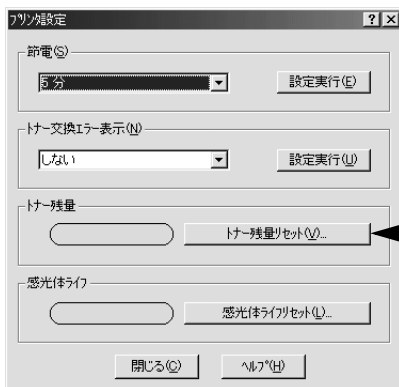 プリンタ設定
節電(S)
5 分
設定実行(E)
トナー交換エラー表示(N)
しない
設定実行(U)
トナー残量
トナー残量リセット(V)...
感光体ライフ
感光体ライフリセット(L)...
閉じる(C) ヘルプ(H)